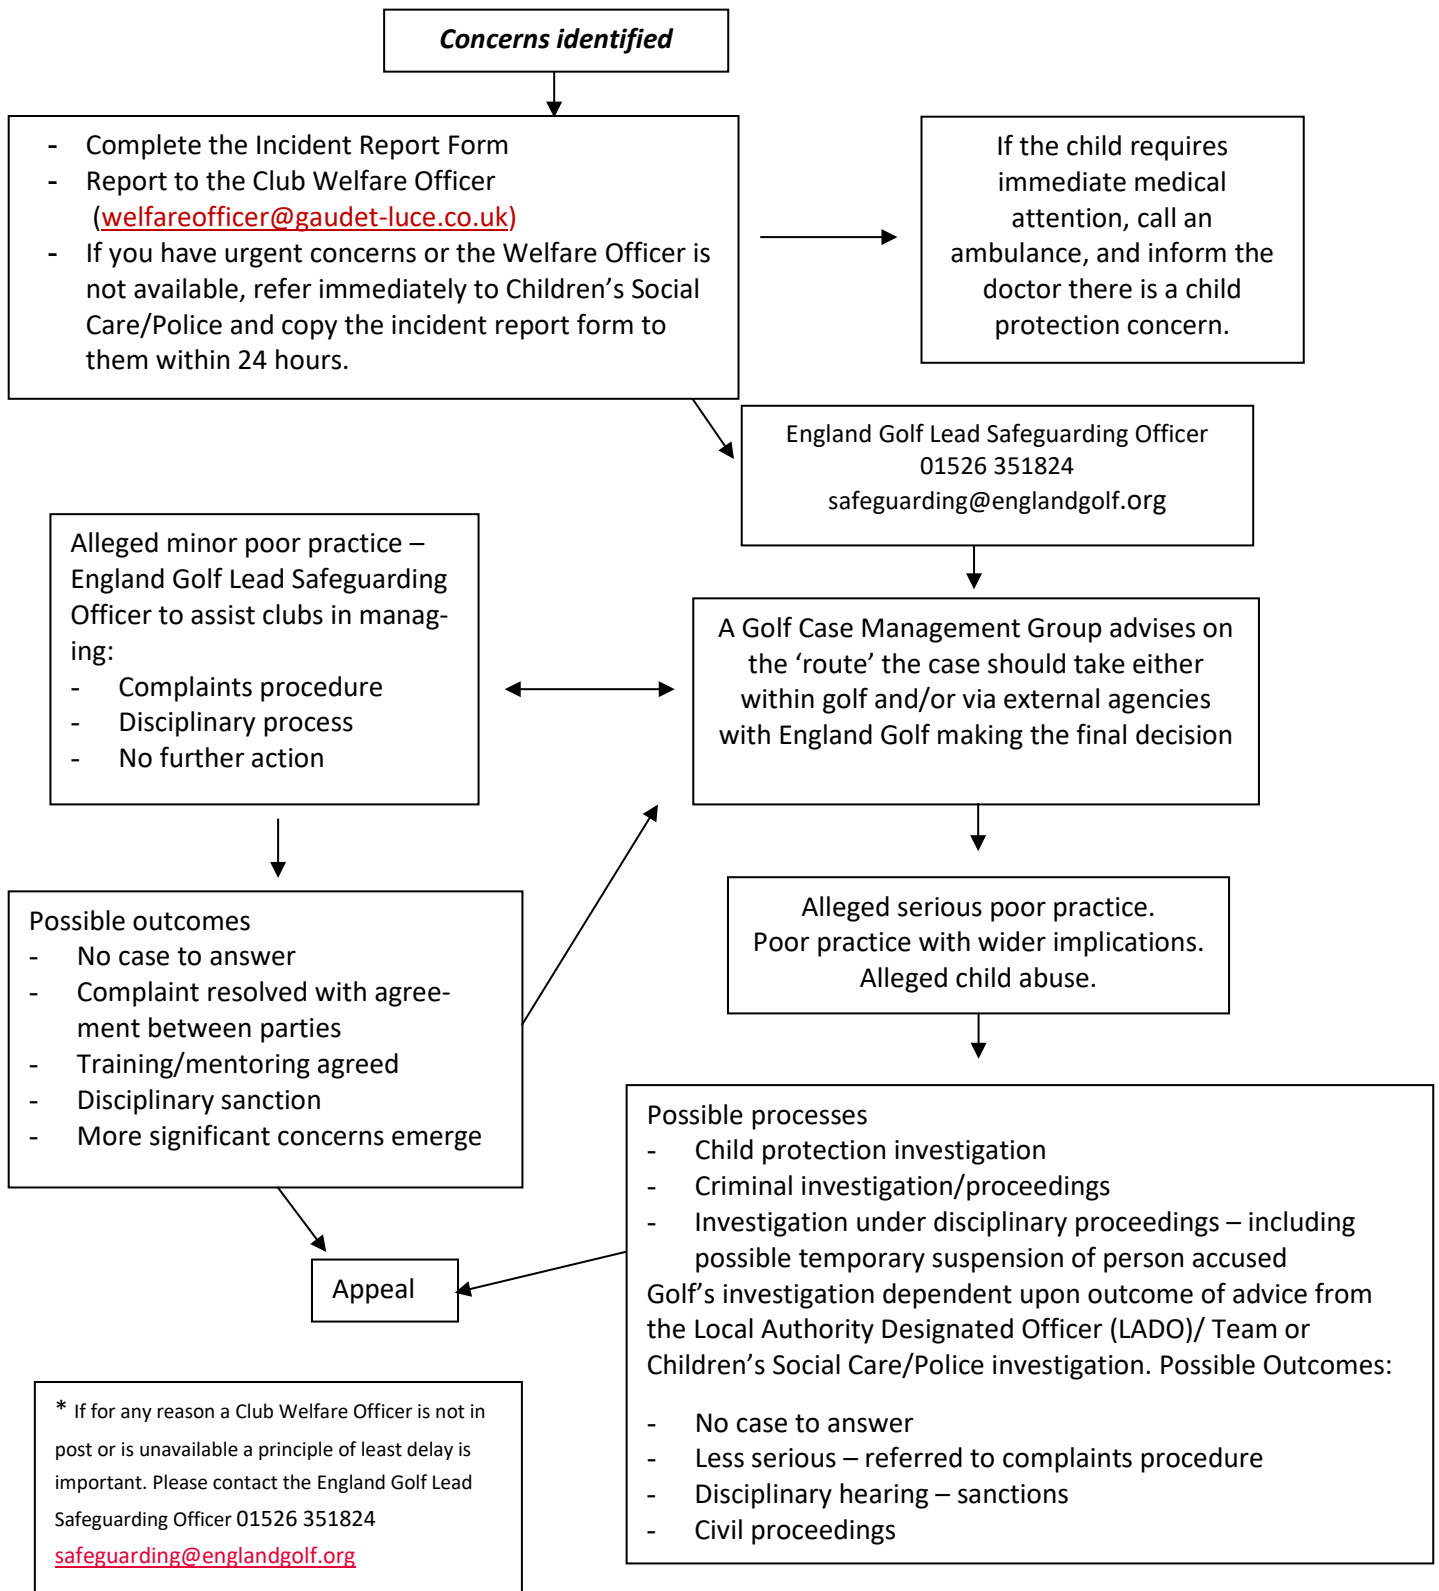 Concerns identified
- Complete the Incident Report Form
- Report to the Club Welfare Officer
(welfareofficer@gaudet-luce.co.uk)
- If you have urgent concerns or the Welfare Officer is
not available, refer immediately to Children’s Social
Care/Police and copy the incident report form to
them within 24 hours.
If the child requires
immediate medical
attention, call an
ambulance, and inform the
doctor there is a child
protection concern.
England Golf Lead Safeguarding Officer
01526 351824
safeguarding@englandgolf.org
Alleged minor poor practice –
England Golf Lead Safeguarding
Officer to assist clubs in manag-
ing:
- Complaints procedure
- Disciplinary process
- No further action
A Golf Case Management Group advises on
the ‘route’ the case should take either
within golf and/or via external agencies
with England Golf making the final decision
Possible outcomes
- No case to answer
- Complaint resolved with agree-
ment between parties
- Training/mentoring agreed
- Disciplinary sanction
- More significant concerns emerge
Alleged serious poor practice.
Poor practice with wider implications.
Alleged child abuse.
Possible processes
- Child protection investigation
- Criminal investigation/proceedings
- Investigation under disciplinary proceedings – including
possible temporary suspension of person accused
Golf’s investigation dependent upon outcome of advice from
the Local Authority Designated Officer (LADO)/ Team or
Children’s Social Care/Police investigation. Possible Outcomes:
- No case to answer
- Less serious – referred to complaints procedure
- Disciplinary hearing – sanctions
- Civil proceedings
Appeal
* If for any reason a Club Welfare Officer is not in
post or is unavailable a principle of least delay is
important. Please contact the England Golf Lead
Safeguarding Officer 01526 351824
safeguarding@englandgolf.org